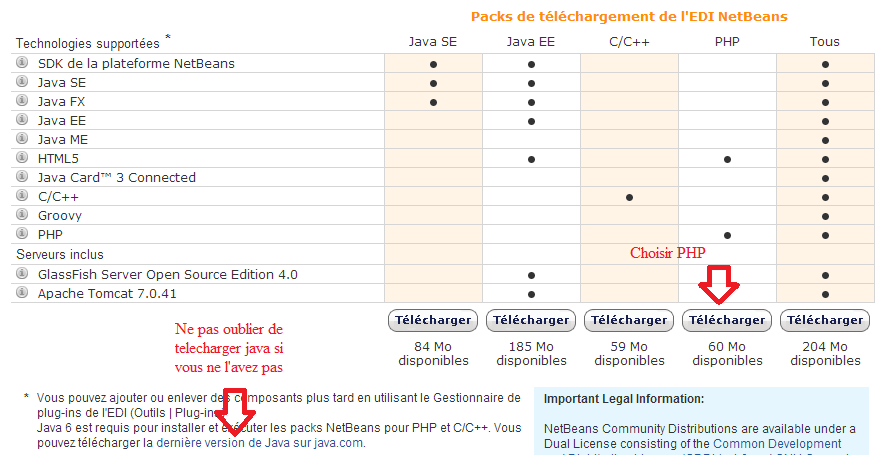 Packs de téléchargement de l'EDI NetBeans
Technologies supportées * Java SE Java EE C/C++ PHP Tous
SDK de la plateforme NetBeans • • •
Java SE • • •
Java FX • • •
Java EE • •
Java ME •
HTML5 • • •
Java Card™ 3 Connected •
C/C++ • •
Groovy •
PHP • •
Serveurs inclus
Choisir PHP
GlassFish Server Open Source Edition 4.0 • •
Apache Tomcat 7.0.41 • •
Télécharger Télécharger Télécharger Télécharger Télécharger
84 Mo 185 Mo 59 Mo 60 Mo 204 Mo
disponibles disponibles disponibles disponibles disponibles
Ne pas oublier de
telecharger java si
vous ne l'avez pas
* Vous pouvez ajouter ou enlever des composants plus tard en utilisant le Gestionnaire de
plug-ins de l'EDI (Outils | Plug-in
Java 6 est requis pour installer et exécuter les packs NetBeans pour PHP et C/C++. Vous
pouvez télécharger la dernière version de Java sur java.com.
Important Legal Information:
NetBeans Community Distributions are available under a
Dual License consisting of the Common Development